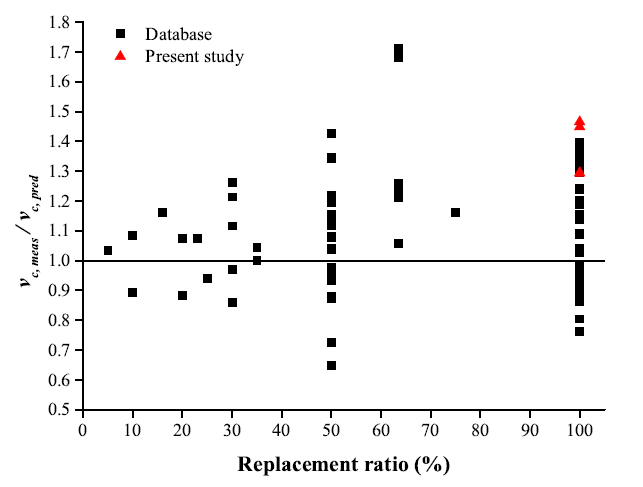 1.8
1.7
1.6
1.5
1.4
1.3
1.2
1.1
1.0
0.9
0.8
0.7
0.6
0.5
v c, meas / v c, pred
Database
Present study
0 10 20 30 40 50 60 70 80 90 100
Replacement ratio (%)